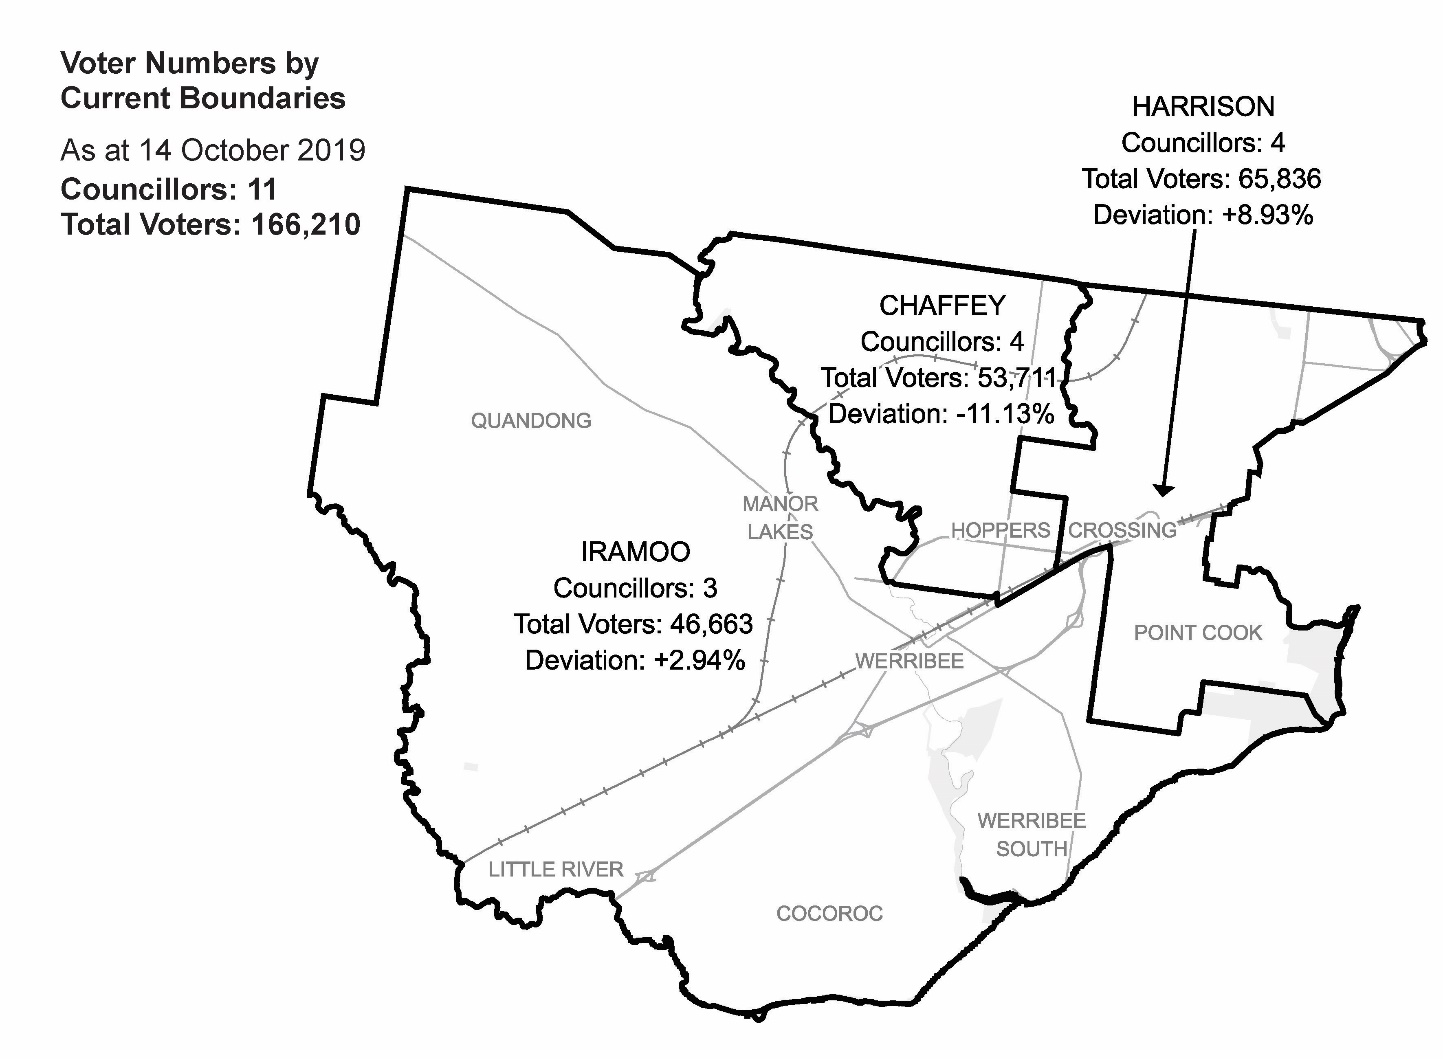 Voter Numbers by
Current Boundaries
As at 14 October 2019
Councillors: 11
Total Voters: 166,210
HARRISON
Councillors: 4
Total Voters: 65,836
Deviation: +8.93%
CHAFFEY
Councillors: 4
Total Voters: 53,711
Deviation: -11.13%
QUANDONG
MANOR
LAKES
HOPPERS CROSSING
IRAMOO
Councillors: 3
Total Voters: 46,663
Deviation: +2.94%
POINT COOK
WERRIBEE
WERRIBEE
SOUTH
LITTLE RIVER
COCOROC